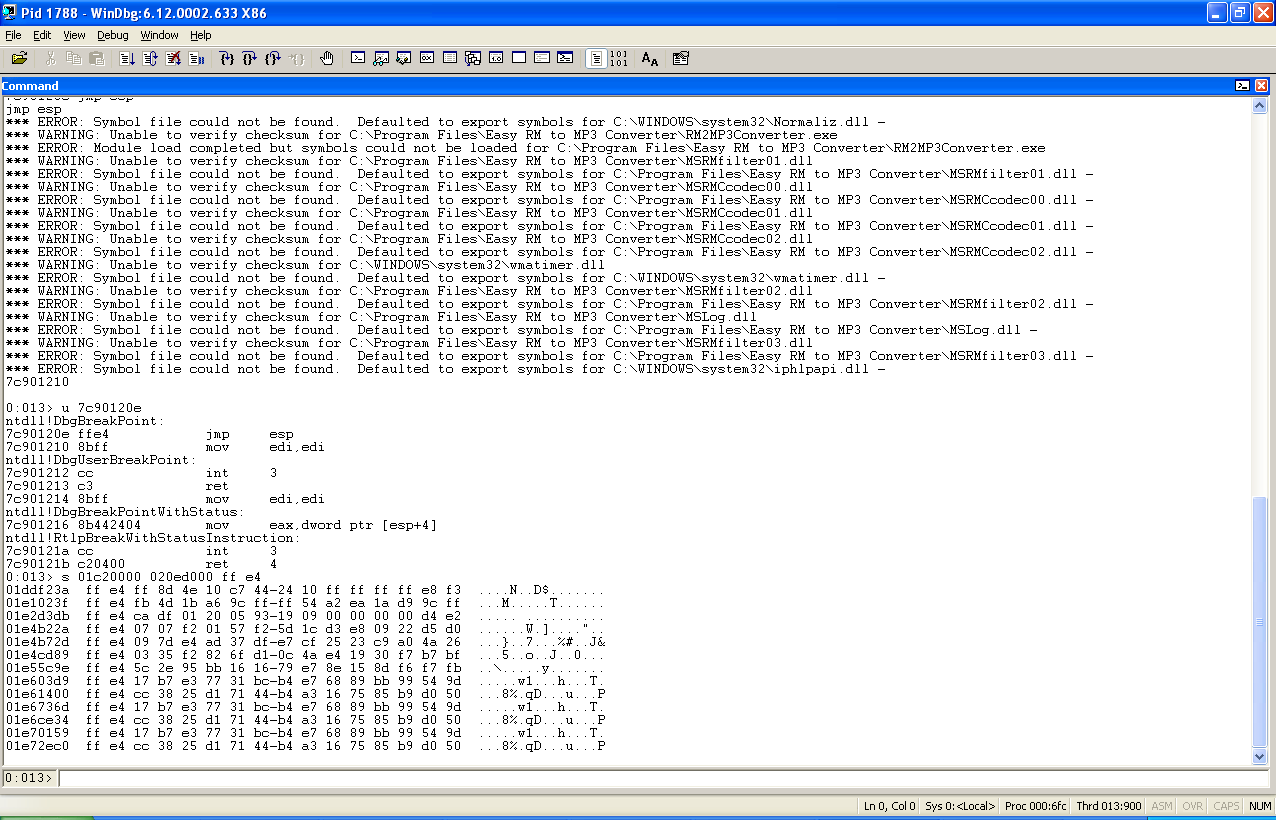 Pid 1788 - WinDbg:6.12.0002.633 X86
File Edit View Debug Window Help
101
101
AA
Command
jmp esp
*** ERROR: Symbol file could not be found.  Defaulted to export symbols for C:\WINDOWS\system32\Normaliz.dll -
*** WARNING: Unable to verify checksum for C:\Program Files\Easy RM to MP3 Converter\RM2MP3Converter.exe
*** ERROR: Module load completed but symbols could not be loaded for C:\Program Files\Easy RM to MP3 Converter\RM2MP3Converter.exe
*** WARNING: Unable to verify checksum for C:\Program Files\Easy RM to MP3 Converter\MSRMfilter01.dll
*** ERROR: Symbol file could not be found.  Defaulted to export symbols for C:\Program Files\Easy RM to MP3 Converter\MSRMfilter01.dll -
*** WARNING: Unable to verify checksum for C:\Program Files\Easy RM to MP3 Converter\MSRMCcodec00.dll
*** ERROR: Symbol file could not be found.  Defaulted to export symbols for C:\Program Files\Easy RM to MP3 Converter\MSRMCcodec00.dll -
*** WARNING: Unable to verify checksum for C:\Program Files\Easy RM to MP3 Converter\MSRMCcodec01.dll
*** ERROR: Symbol file could not be found.  Defaulted to export symbols for C:\Program Files\Easy RM to MP3 Converter\MSRMCcodec01.dll -
*** WARNING: Unable to verify checksum for C:\Program Files\Easy RM to MP3 Converter\MSRMCcodec02.dll
*** ERROR: Symbol file could not be found.  Defaulted to export symbols for C:\Program Files\Easy RM to MP3 Converter\MSRMCcodec02.dll -
*** WARNING: Unable to verify checksum for C:\WINDOWS\system32\wmatimer.dll
*** ERROR: Symbol file could not be found.  Defaulted to export symbols for C:\WINDOWS\system32\wmatimer.dll -
*** WARNING: Unable to verify checksum for C:\Program Files\Easy RM to MP3 Converter\MSRMfilter02.dll
*** ERROR: Symbol file could not be found.  Defaulted to export symbols for C:\Program Files\Easy RM to MP3 Converter\MSRMfilter02.dll -
*** WARNING: Unable to verify checksum for C:\Program Files\Easy RM to MP3 Converter\MSLog.dll
*** ERROR: Symbol file could not be found.  Defaulted to export symbols for C:\Program Files\Easy RM to MP3 Converter\MSLog.dll -
*** WARNING: Unable to verify checksum for C:\Program Files\Easy RM to MP3 Converter\MSRMfilter03.dll
*** ERROR: Symbol file could not be found.  Defaulted to export symbols for C:\Program Files\Easy RM to MP3 Converter\MSRMfilter03.dll -
*** ERROR: Symbol file could not be found.  Defaulted to export symbols for C:\WINDOWS\system32\iphlpapi.dll -
7c901210
0:013> u 7c90120e
ntdll!DbgBreakPoint:
7c90120e ffe4            jmp     esp
7c901210 8bff            mov     edi,edi
ntdll!DbgUserBreakPoint:
7c901212 cc              int     3
7c901213 c3              ret
7c901214 8bff            mov     edi,edi
ntdll!DbgBreakPointWithStatus:
7c901216 8b442404        mov     eax,dword ptr [esp+4]
ntdll!RtlpBreakWithStatusInstruction:
7c90121a cc              int     3
7c90121b c20400          ret     4
0:013> s 01c20000 020ed000 ff e4
01ddf23a  ff e4 ff 8d 4e 10 c7 44-24 10 ff ff ff ff e8 f3  ....N..D$.......
01e1023f  ff e4 fb 4d 1b a6 9c ff-ff 54 a2 ea 1a d9 9c ff  ...M.....T......
01e2d3db  ff e4 ca df 01 20 05 93-19 09 00 00 00 00 d4 e2  ..... ..........
01e4b22a  ff e4 07 07 f2 01 57 f2-5d 1c d3 e8 09 22 d5 d0  ......W.]...."..
01e4b72d  ff e4 09 7d e4 ad 37 df-e7 cf 25 23 c9 a0 4a 26  ...}..7...%#..J&
01e4cd89  ff e4 03 35 f2 82 6f d1-0c 4a e4 19 30 f7 b7 bf  ...5..o..J..0...
01e55c9e  ff e4 5c 2e 95 bb 16 16-79 e7 8e 15 8d f6 f7 fb  ..\.....y.......
01e603d9  ff e4 17 b7 e3 77 31 bc-b4 e7 68 89 bb 99 54 9d  .....w1...h...T.
01e61400  ff e4 cc 38 25 d1 71 44-b4 a3 16 75 85 b9 d0 50  ...8%.qD...u...P
01e6736d  ff e4 17 b7 e3 77 31 bc-b4 e7 68 89 bb 99 54 9d  .....w1...h...T.
01e6ce34  ff e4 cc 38 25 d1 71 44-b4 a3 16 75 85 b9 d0 50  ...8%.qD...u...P
01e70159  ff e4 17 b7 e3 77 31 bc-b4 e7 68 89 bb 99 54 9d  .....w1...h...T.
01e72ec0  ff e4 cc 38 25 d1 71 44-b4 a3 16 75 85 b9 d0 50  ...8%.qD...u...P
0:013>
Ln 0, Col 0 Sys 0:<Local> Proc 000:6fc Thrd 013:900 ASM OVR CAPS NUM